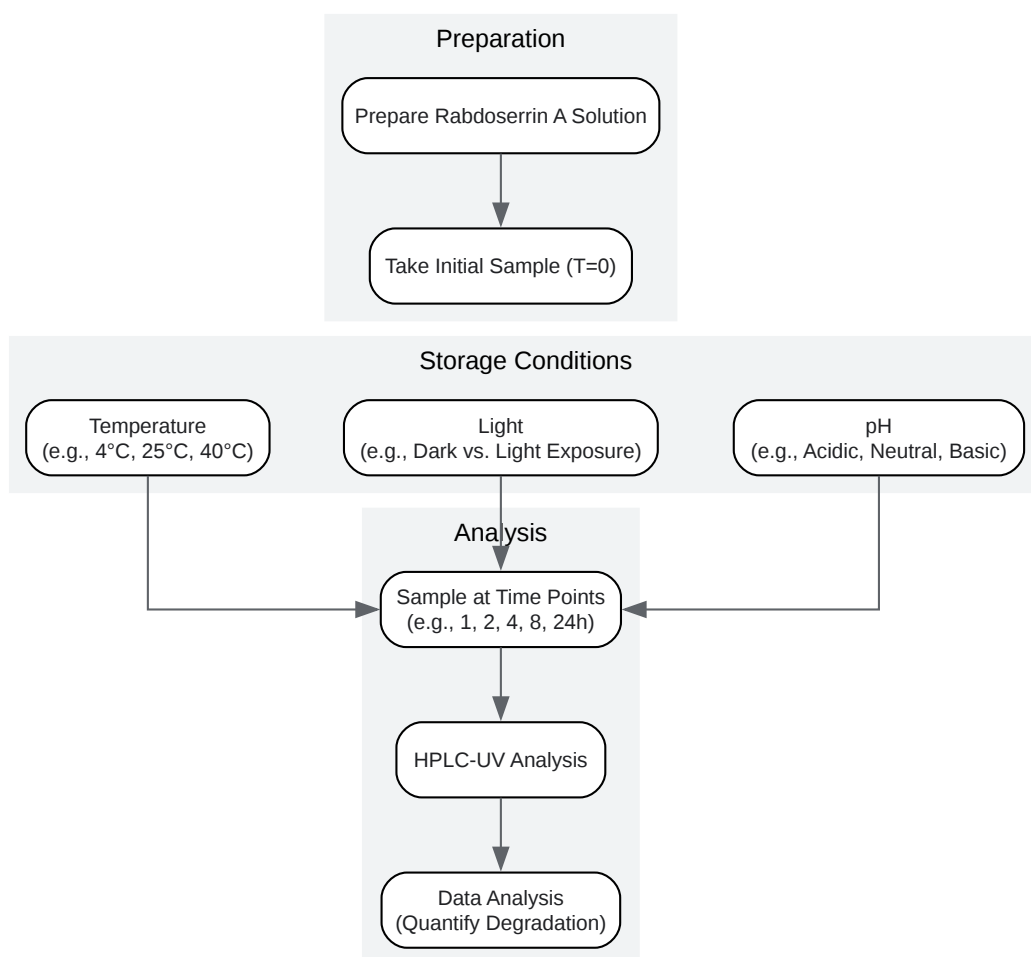 Preparation
Prepare Rabdoserrin A Solution
Take Initial Sample (T=0)
Storage Conditions
Temperature
(e.g., 4°C, 25°C, 40°C)
Light
(e.g., Dark vs. Light Exposure)
pH
(e.g., Acidic, Neutral, Basic)
Analysis
Sample at Time Points
(e.g., 1, 2, 4, 8, 24h)
HPLC-UV Analysis
Data Analysis
(Quantify Degradation)